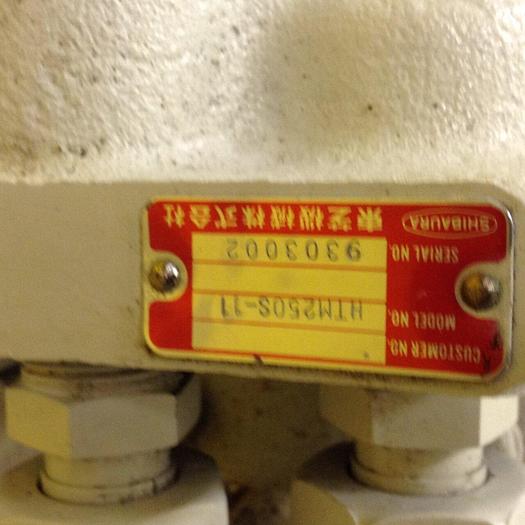 CUSTOMER NO.
MODEL NO. HTM250S-11
SERIAL NO. 9303002
SHIBAURA 東芝機械株式会社